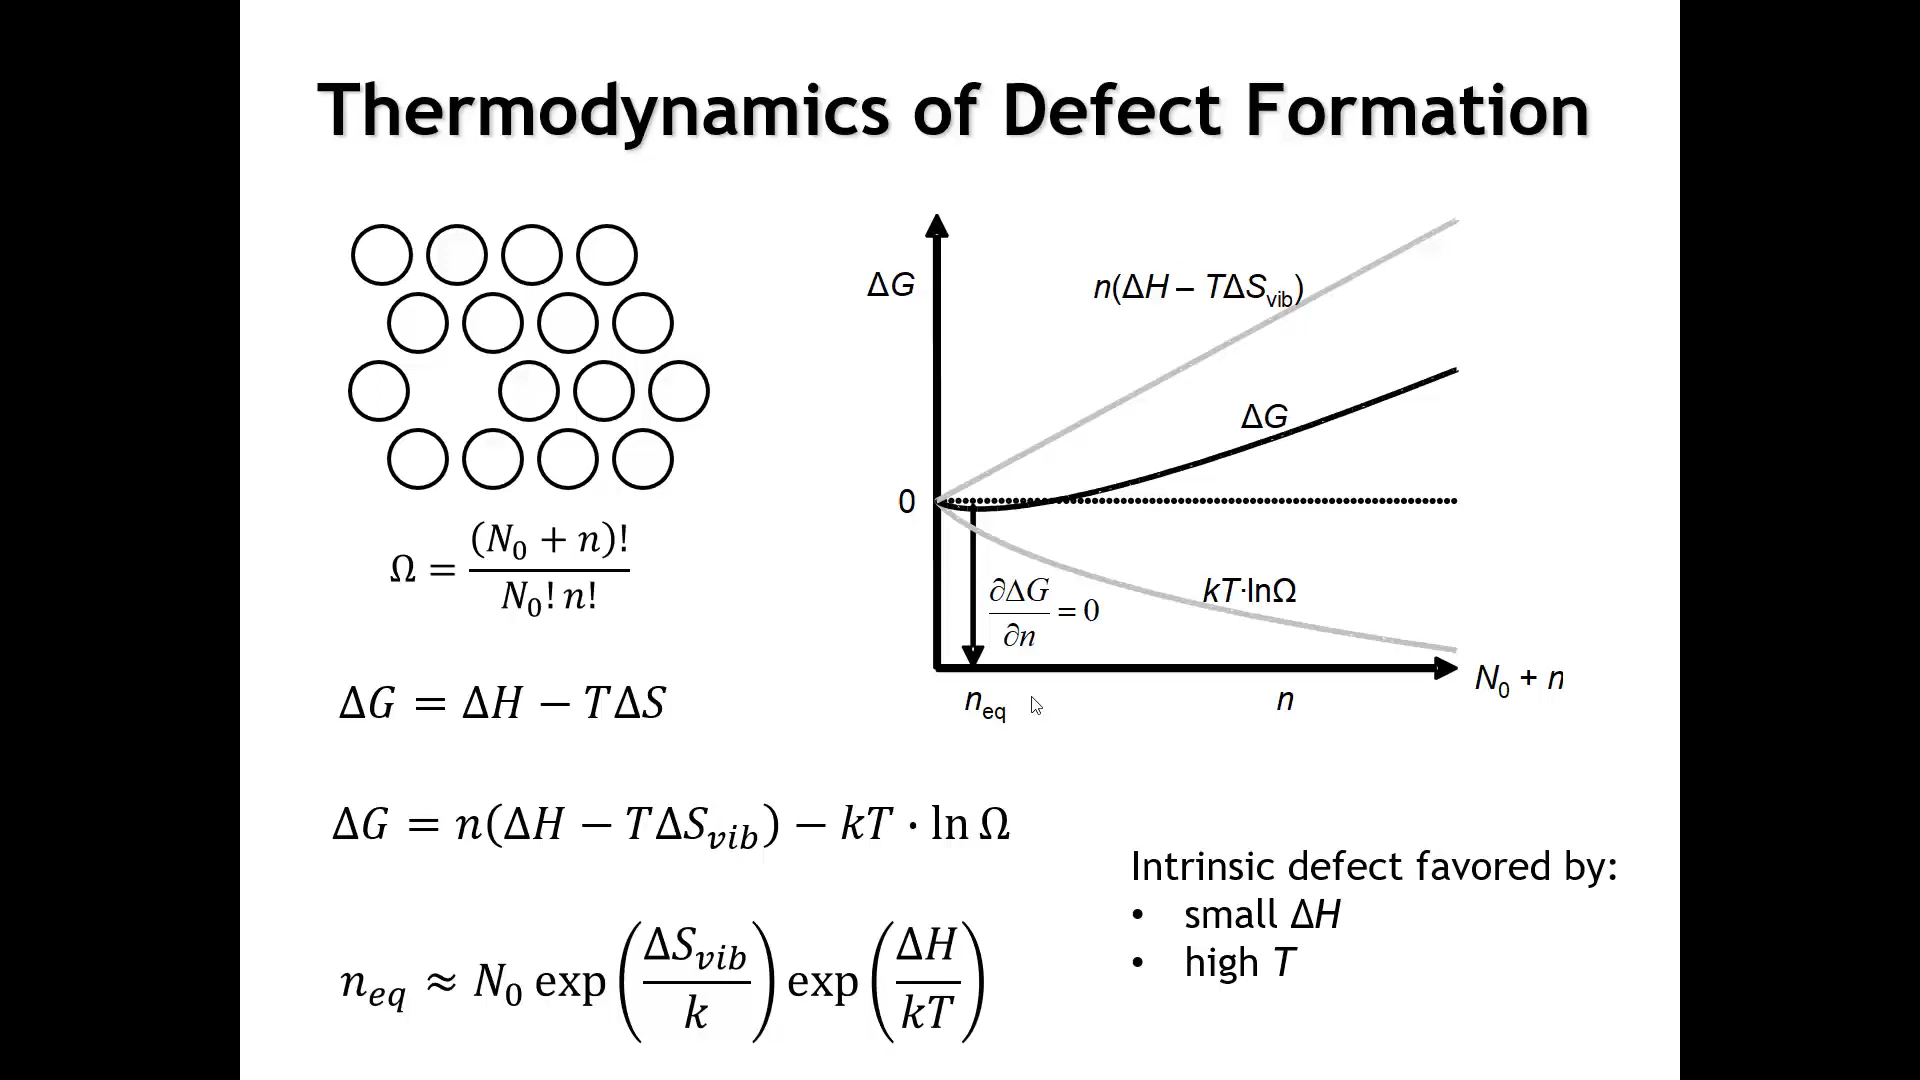 Thermodynamics of Defect Formation
Ω = (N₀ + n)! / N₀! n!
ΔG = ΔH − TΔS
ΔG = n(ΔH − TΔS_vib) − kT · ln Ω
n_eq ≈ N₀ exp(ΔS_vib / k) exp(ΔH / kT)
ΔG
n(ΔH – TΔS_vib)
ΔG
0
kT·lnΩ
∂ΔG / ∂n = 0
N₀ + n
n_eq
n
Intrinsic defect favored by:
• small ΔH
• high T